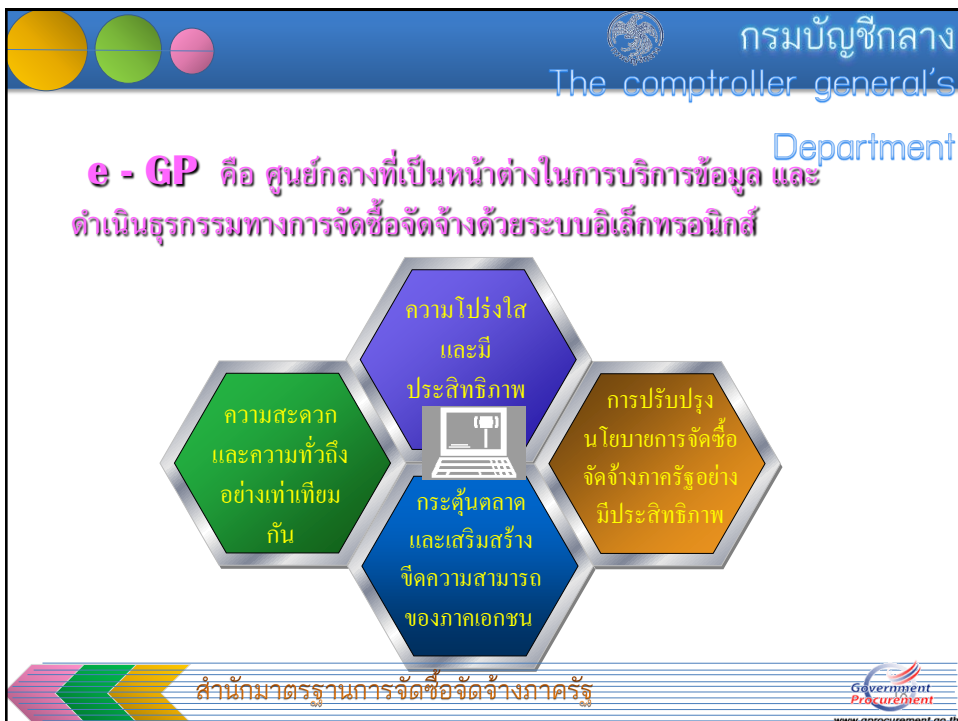 กรมบัญชีกลาง
The comptroller general's
Department
e - GP คือ ศูนย์กลางที่เป็นหน้าต่างในการบริการข้อมูล และ
ดำเนินธุรกรรมทางการจัดซื้อจัดจ้างด้วยระบบอิเล็กทรอนิกส์
ความโปร่งใส
และมี
ประสิทธิภาพ
ความสะดวก
และความทั่วถึง
อย่างเท่าเทียม
กัน
การปรับปรุง
นโยบายการจัดซื้อ
จัดจ้างภาครัฐอย่าง
มีประสิทธิภาพ
กระตุ้นตลาด
และเสริมสร้าง
ขีดความสามารถ
ของภาคเอกชน
สำนักมาตรฐานการจัดซื้อจัดจ้างภาครัฐ
Government
Procurement
www.gprocurement.go.th